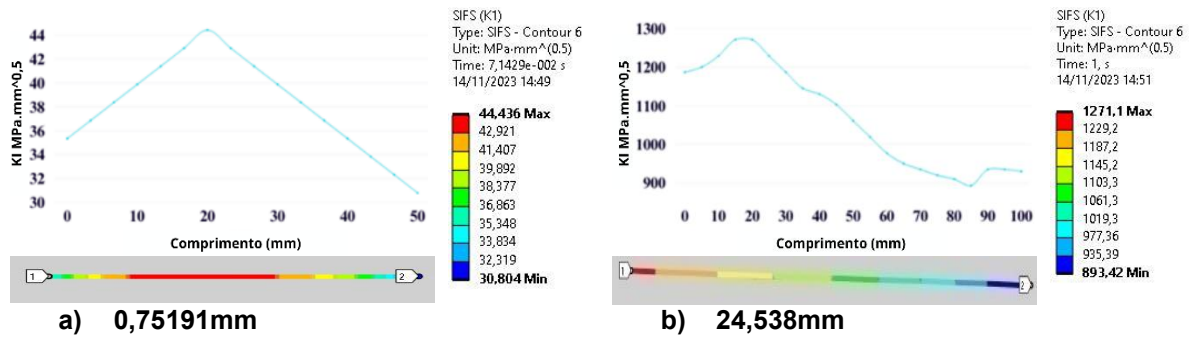 KI MPa.mm^0,5
44
42
40
38
36
34
32
30
0 10 20 30 40 50
Comprimento (mm)
1 2
SIFS (K1)
Type: SIFS - Contour 6
Unit: MPa·mm^(0.5)
Time: 7,1429e-002 s
14/11/2023 14:49
44,436 Max
42,921
41,407
39,892
38,377
36,863
35,348
33,834
32,319
30,804 Min
a) 0,75191mm
KI MPa.mm^0,5
1300
1200
1100
1000
900
0 10 20 30 40 50 60 70 80 90 100
Comprimento (mm)
1 2
SIFS (K1)
Type: SIFS - Contour 6
Unit: MPa·mm^(0.5)
Time: 1, s
14/11/2023 14:51
1271,1 Max
1229,2
1187,2
1145,2
1103,3
1061,3
1019,3
977,36
935,39
893,42 Min
b) 24,538mm